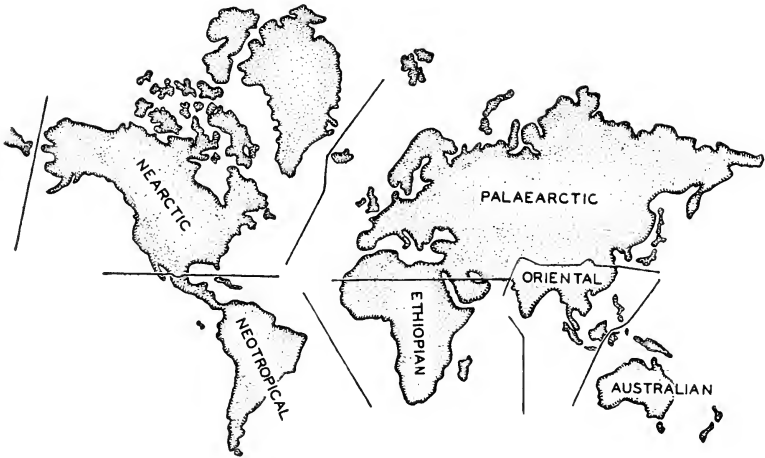 NEARCTIC
PALAEARCTIC
ORIENTAL
ETHIOPIAN
NEOTROPICAL
AUSTRALIAN